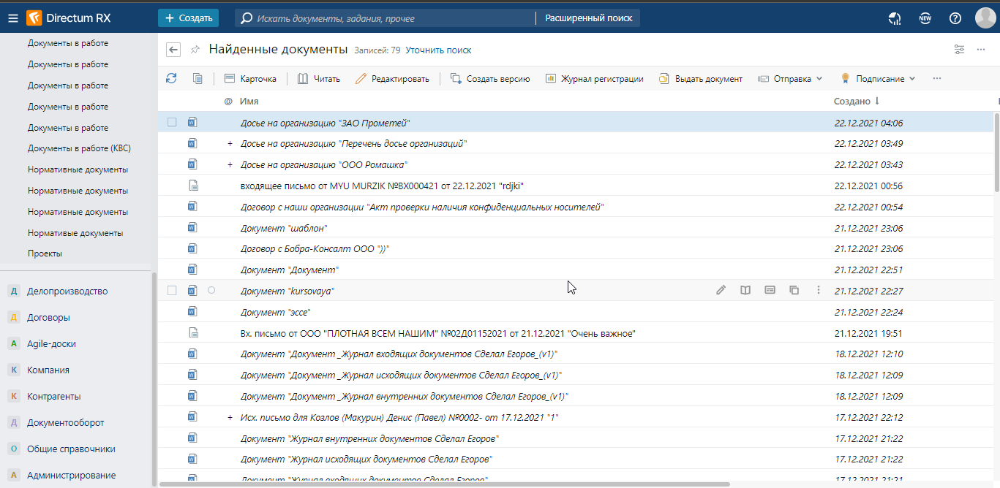 Directum RX
+ Создать
Искать документы, задания, прочее
Расширенный поиск
NEW
Документы в работе
Документы в работе
Документы в работе
Документы в работе
Документы в работе
Документы в работе (КВС)
Нормативные документы
Нормативные документы
Нормативные документы
Нормативые документы
Проекты
Д Делопроизводство
Д Договоры
A Agile-доски
К Компания
К Контрагенты
Д Документооборот
О Общие справочники
А Администрирование
Найденные документы Записей: 79 Уточнить поиск
Карточка Читать Редактировать Создать версию Журнал регистрации Выдать документ Отправка Подписание
@ Имя Создано ↓
Досье на организацию "ЗАО Прометей" 22.12.2021 04:06
+ Досье на организацию "Перечень досье организаций" 22.12.2021 03:49
+ Досье на организацию "ООО Ромашка" 22.12.2021 03:43
входящее письмо от MYU MURZIK №ВХ000421 от 22.12.2021 "rdjki" 22.12.2021 00:56
Договор с наши организации "Акт проверки наличия конфиденциальных носителей" 22.12.2021 00:54
Документ "шаблон" 21.12.2021 23:06
Договор с Бобра-Консалт ООО "))" 21.12.2021 23:06
Документ "Документ" 21.12.2021 22:51
Документ "kursovaya" 21.12.2021 22:27
Документ "эссе" 21.12.2021 22:24
Вх. письмо от ООО "ПЛОТНАЯ ВСЕМ НАШИМ" №02Д01152021 от 21.12.2021 "Очень важное" 21.12.2021 19:51
Документ "Документ _Журнал входящих документов Сделал Егоров_(v1)" 18.12.2021 12:10
Документ "Документ _Журнал исходящих документов Сделал Егоров_(v1)" 18.12.2021 12:09
Документ "Документ _Журнал внутренних документов Сделал Егоров_(v1)" 18.12.2021 12:09
+ Исх. письмо для Козлов (Макурин) Денис (Павел) №0002- от 17.12.2021 "1" 17.12.2021 22:12
Документ "Журнал внутренних документов Сделал Егоров" 17.12.2021 21:22
Документ "Журнал исходящих документов Сделал Егоров" 17.12.2021 21:22
Документ "Журнал входящих документов Сделал Егоров" 17.12.2021 21:21